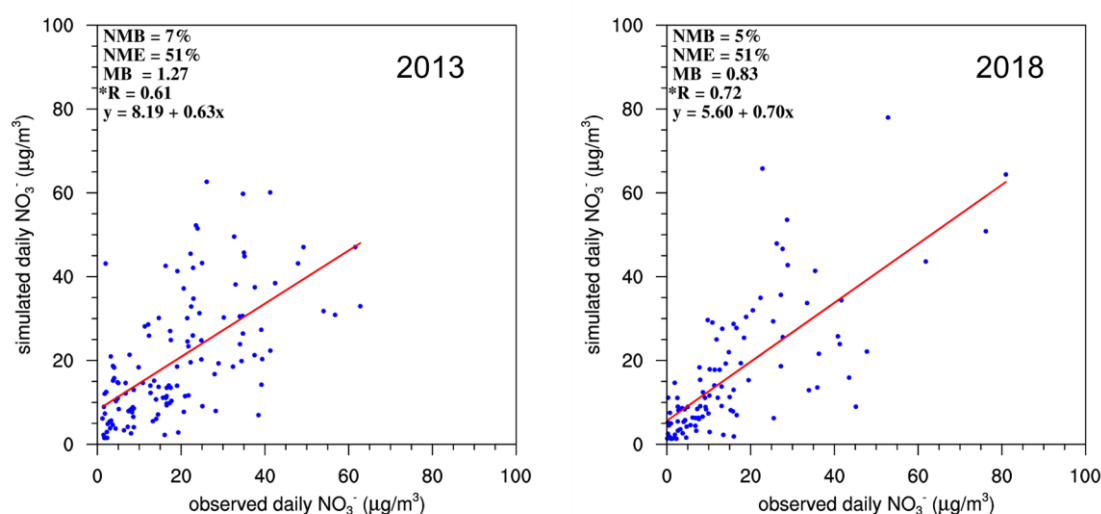 NMB = 7%
NME = 51%
MB = 1.27
*R = 0.61
y = 8.19 + 0.63x
2013
100
80
60
40
20
0
simulated daily NO₃⁻ (µg/m³)
0 20 40 60 80 100
observed daily NO₃⁻ (µg/m³)
NMB = 5%
NME = 51%
MB = 0.83
*R = 0.72
y = 5.60 + 0.70x
2018
100
80
60
40
20
0
simulated daily NO₃⁻ (µg/m³)
0 20 40 60 80 100
observed daily NO₃⁻ (µg/m³)